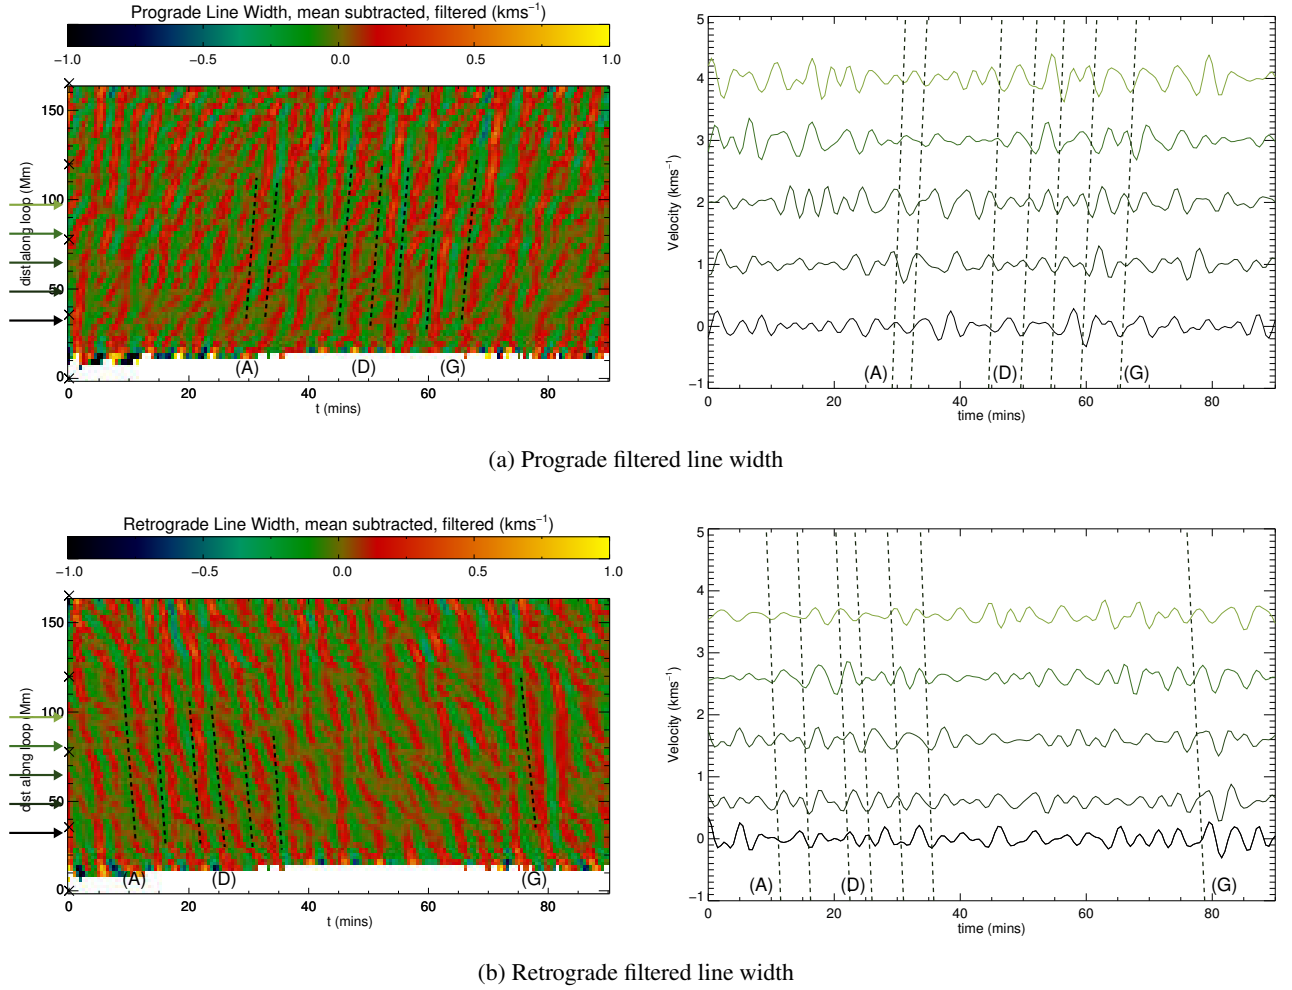 Prograde Line Width, mean subtracted, filtered (kms⁻¹)
−1.0 −0.5 0.0 0.5 1.0
dist along loop (Mm)
150
100
50
0
(A) (D) (G)
0 20 40 60 80
t (mins)
Velocity (kms⁻¹)
5
4
3
2
1
0
−1
(A) (D) (G)
0 20 40 60 80
time (mins)
(a) Prograde filtered line width
Retrograde Line Width, mean subtracted, filtered (kms⁻¹)
−1.0 −0.5 0.0 0.5 1.0
dist along loop (Mm)
150
100
50
0
(A) (D) (G)
0 20 40 60 80
t (mins)
Velocity (kms⁻¹)
5
4
3
2
1
0
−1
(A) (D) (G)
0 20 40 60 80
time (mins)
(b) Retrograde filtered line width